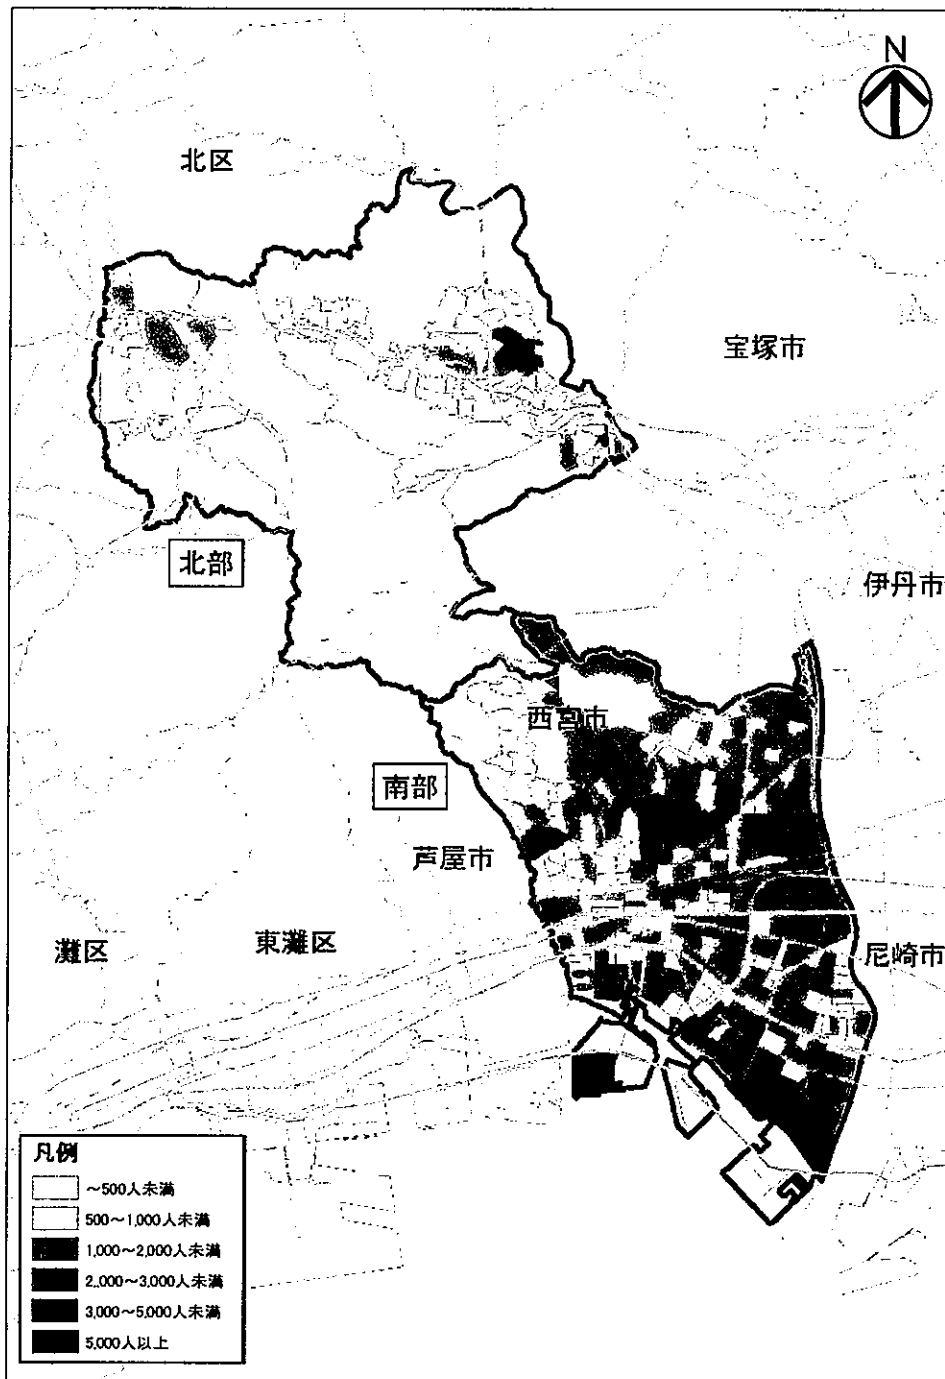 N
北区
宝塚市
北部
伊丹市
西宮市
南部
芦屋市
灘区
東灘区
尼崎市
凡例
～500人未満
500～1,000人未満
1,000～2,000人未満
2,000～3,000人未満
3,000～5,000人未満
5,000人以上